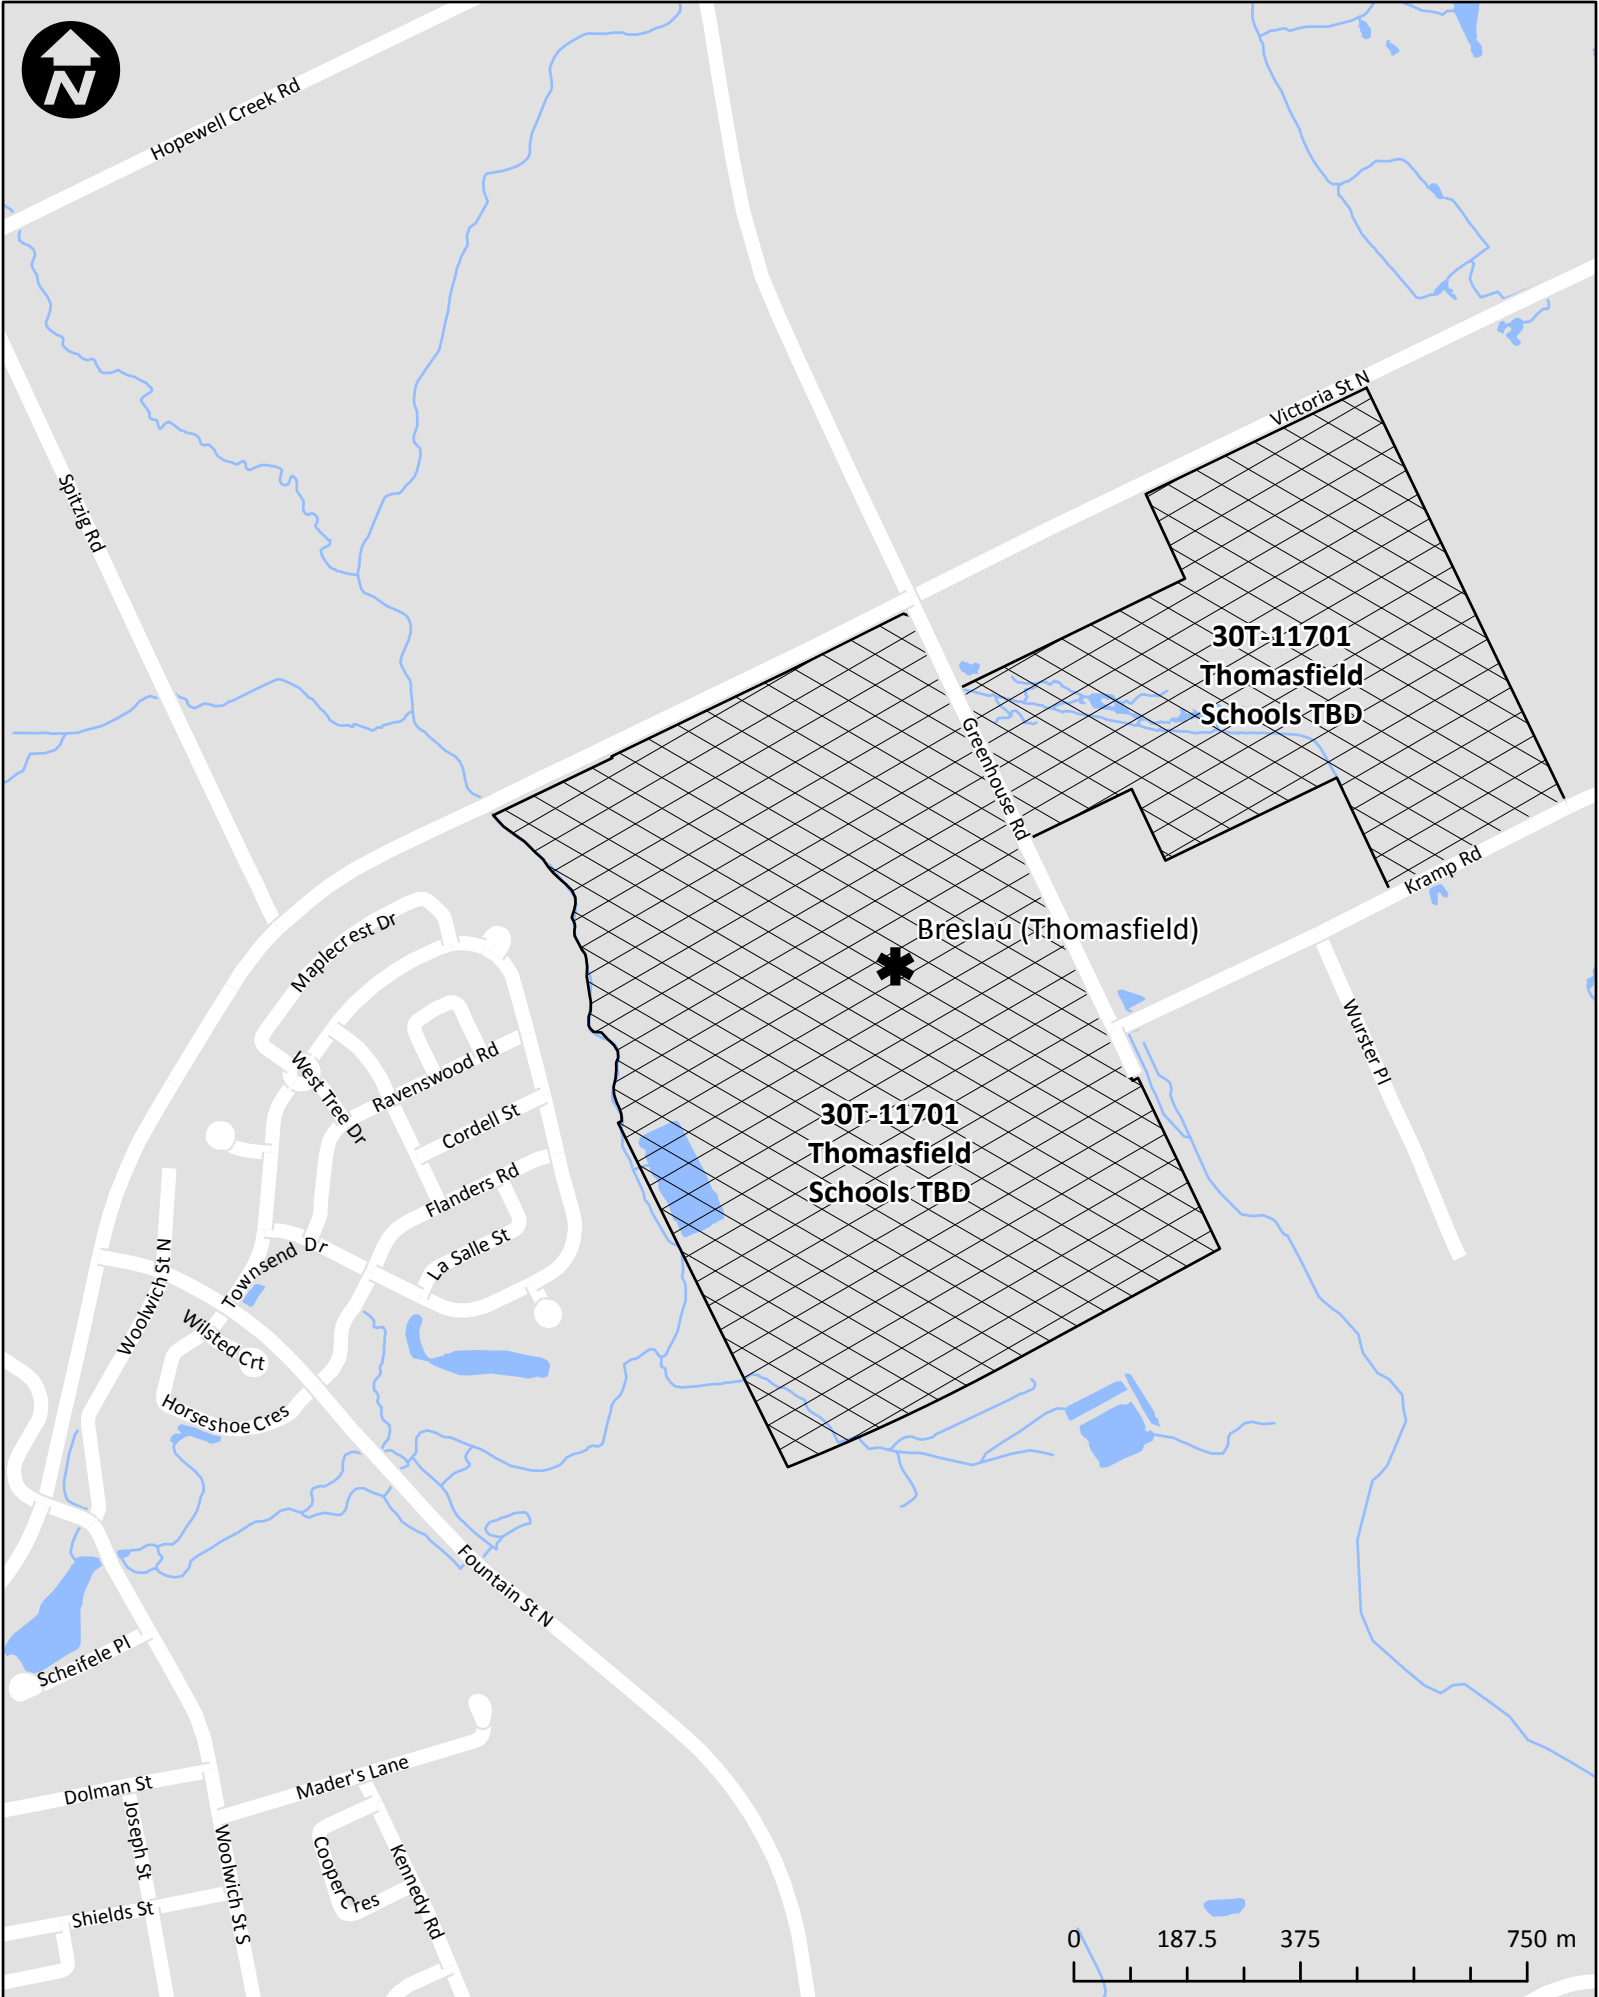 N
Hopewell Creek Rd
Spitzig Rd
Victoria St N
30T-11701
Thomasfield
Schools TBD
Greenhouse Rd
Kramp Rd
Breslau (Thomasfield)
Maplecrest Dr
Wurster Pl
West Tree Dr
Ravenswood Rd
Cordell St
30T-11701
Thomasfield
Schools TBD
Flanders Rd
La Salle St
Townsend Dr
Woolwich St N
Wilsted Crt
Horseshoe Cres
Fountain St N
Scheifele Pl
Mader's Lane
Dolman St
Joseph St
Woolwich St S
Cooper Cres
Kennedy Rd
Shields St
0 187.5 375 750 m